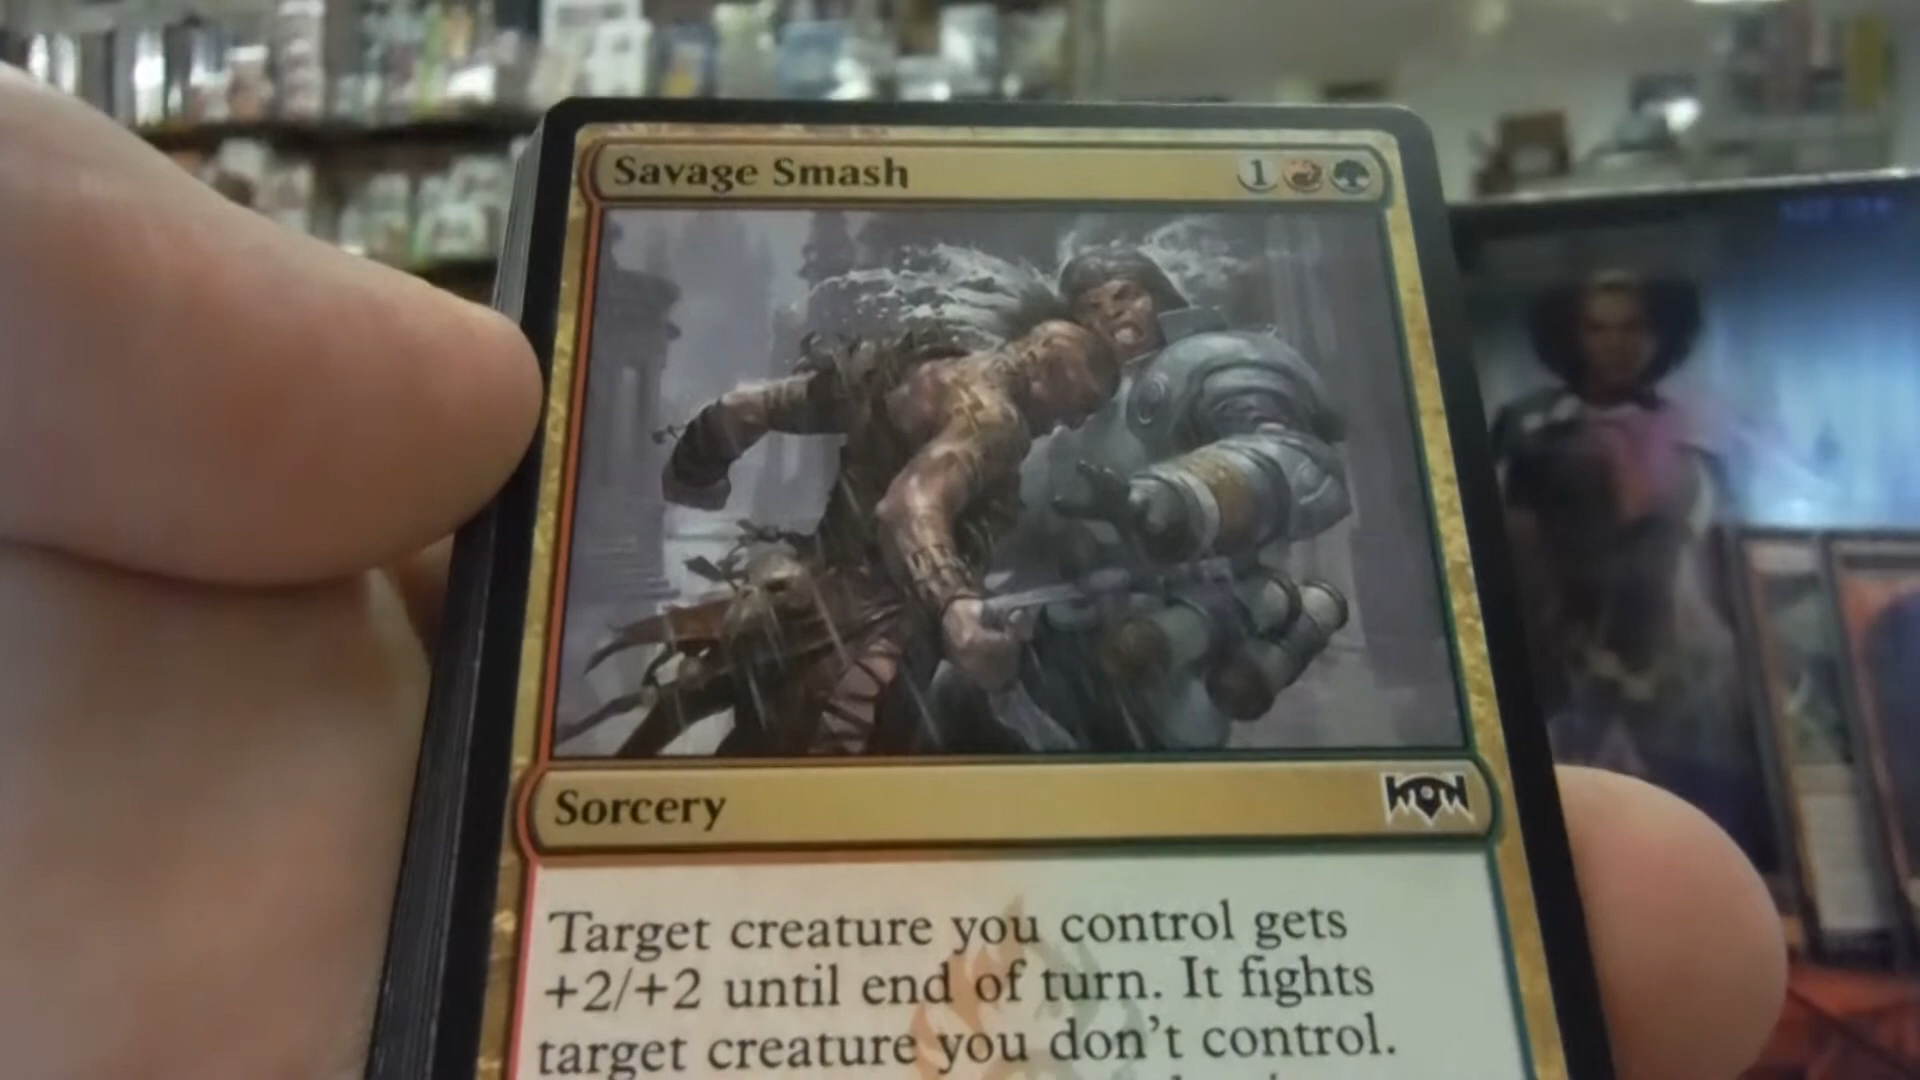 Savage Smash 1
Sorcery
Target creature you control gets
+2/+2 until end of turn. It fights
target creature you don't control.